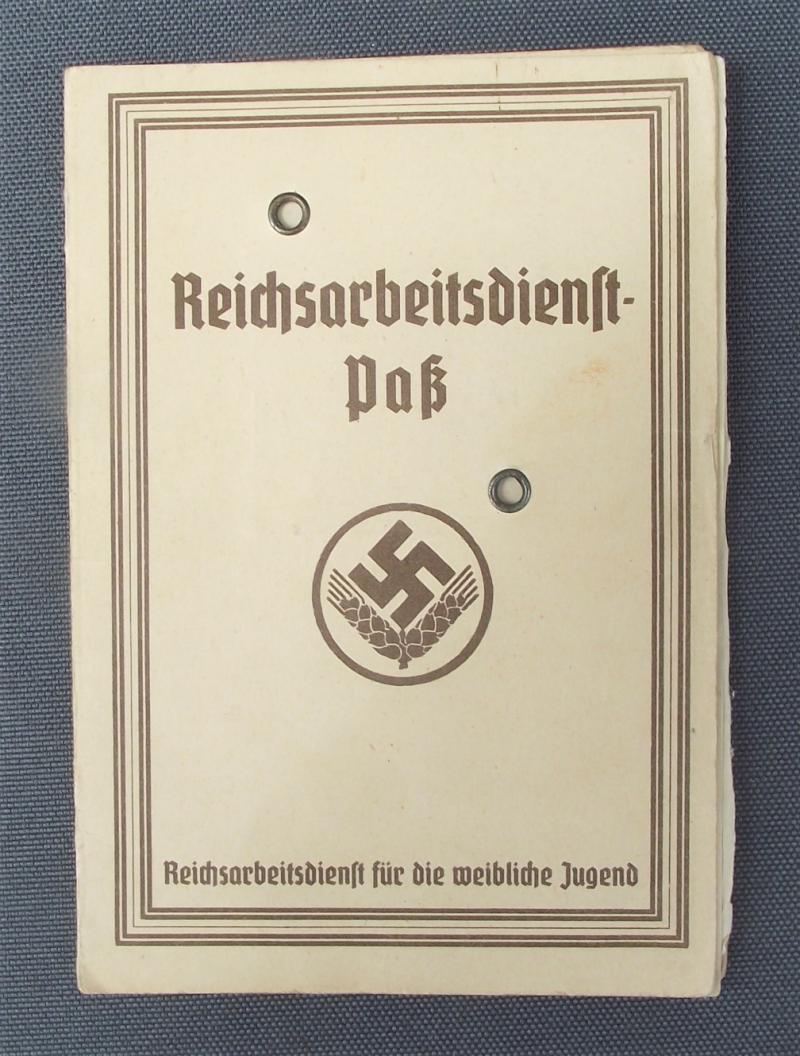 Reichsarbeitsdienst-
Paß
Reichsarbeitsdienst für die weibliche Jugend